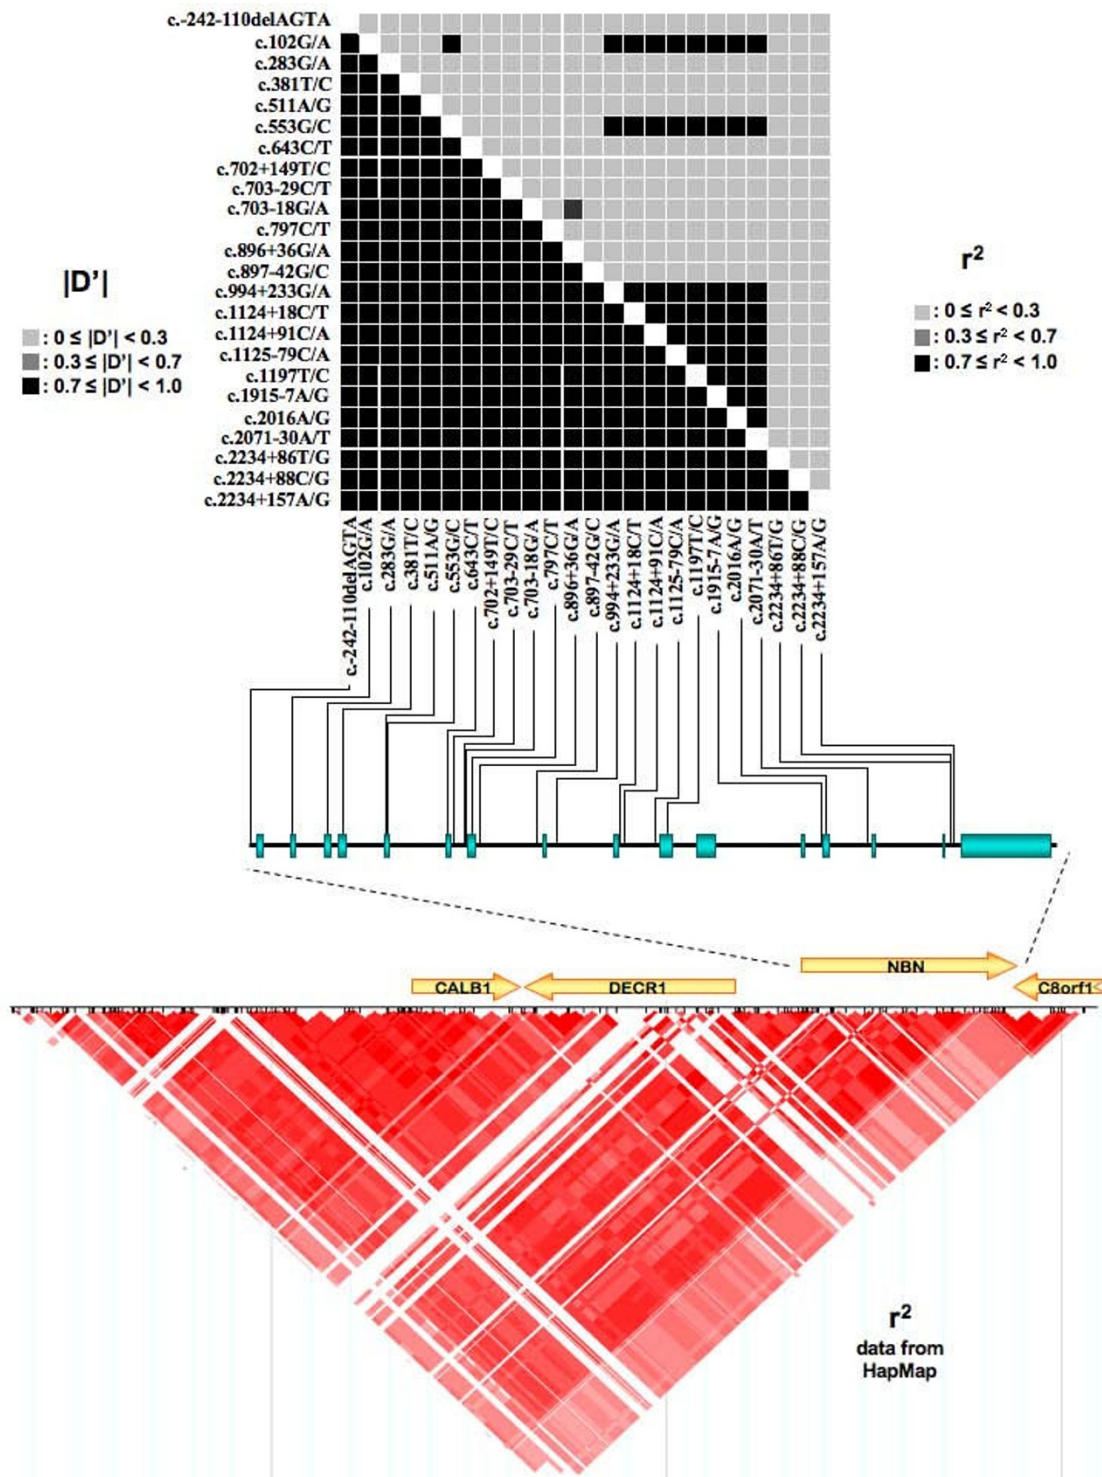 c.-242-110delAGTA
c.102G/A
c.283G/A
c.381T/C
c.511A/G
c.553G/C
c.643C/T
c.702+149T/C
c.703-29C/T
c.703-18G/A
c.797C/T
c.896+36G/A
c.897-42G/C
c.994+233G/A
c.1124+18C/T
c.1124+91C/A
c.1125-79C/A
c.1197T/C
c.1915-7A/G
c.2016A/G
c.2071-30A/T
c.2234+86T/G
c.2234+88C/G
c.2234+157A/G
|D'|
: 0 ≤ |D'| < 0.3
: 0.3 ≤ |D'| < 0.7
: 0.7 ≤ |D'| < 1.0
r²
: 0 ≤ r² < 0.3
: 0.3 ≤ r² < 0.7
: 0.7 ≤ r² < 1.0
c.-242-110delAGTA
c.102G/A
c.283G/A
c.381T/C
c.511A/G
c.553G/C
c.643C/T
c.702+149T/C
c.703-29C/T
c.703-18G/A
c.797C/T
c.896+36G/A
c.897-42G/C
c.994+233G/A
c.1124+18C/T
c.1124+91C/A
c.1125-79C/A
c.1197T/C
c.1915-7A/G
c.2016A/G
c.2071-30A/T
c.2234+86T/G
c.2234+88C/G
c.2234+157A/G
NBN
CALB1
DECR1
C8orf1
r²
data from
HapMap